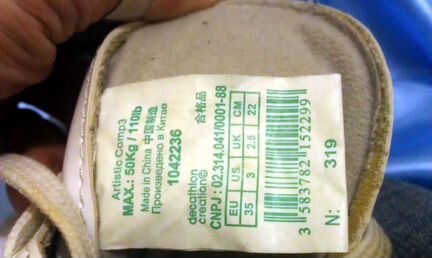 Artistic Comp3
MAX.: 50Kg / 110lb
Made in China 中国制造
Произведено в Китае
1042236
合格品
decathlon
creation©
CNPJ : 02.314.041/0001-88
EU US UK CM
35 3 2.5 22
3 583782 152299
N: 319